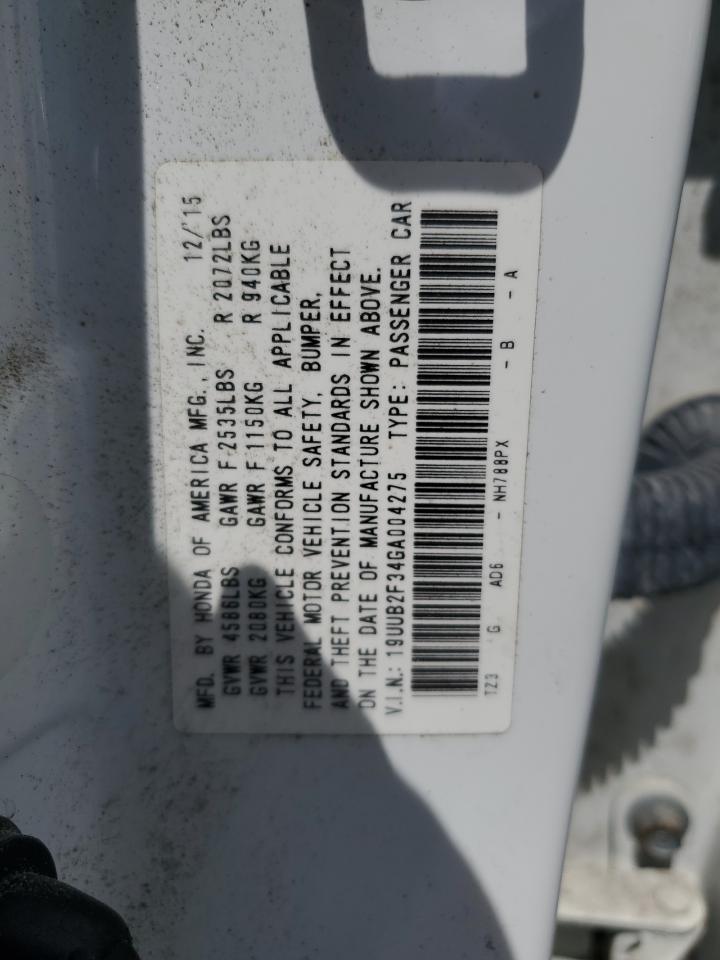 MFD. BY HONDA OF AMERICA MFG., INC. 12/'15
GVWR 4586LBS GAWR F 2535LBS R 2072LBS
GVWR 2080KG GAWR F 1150KG R 940KG
THIS VEHICLE CONFORMS TO ALL APPLICABLE
FEDERAL MOTOR VEHICLE SAFETY, BUMPER,
AND THEFT PREVENTION STANDARDS IN EFFECT
ON THE DATE OF MANUFACTURE SHOWN ABOVE.
V.I.N.: 19UUB2F34GA004275 TYPE: PASSENGER CAR
TZ3 G AD6 - NH788PX - B - A